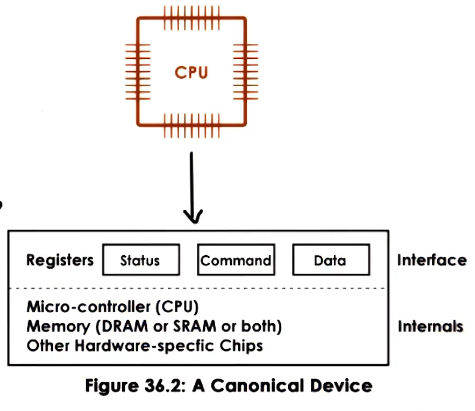 CPU
Registers Status Command Data Interface
Micro-controller (CPU)
Memory (DRAM or SRAM or both) Internals
Other Hardware-specfic Chips
Figure 36.2: A Canonical Device